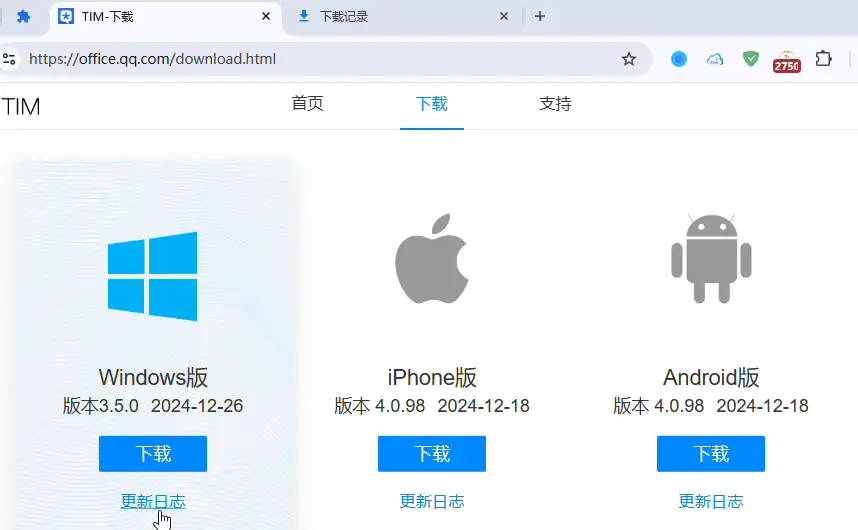 TIM-下载
下载记录
https://office.qq.com/download.html
2750
TIM 首页 下载 支持
Windows版 iPhone版 Android版
版本3.5.0 2024-12-26 版本 4.0.98 2024-12-18 版本 4.0.98 2024-12-18
下载 下载 下载
更新日志 更新日志 更新日志